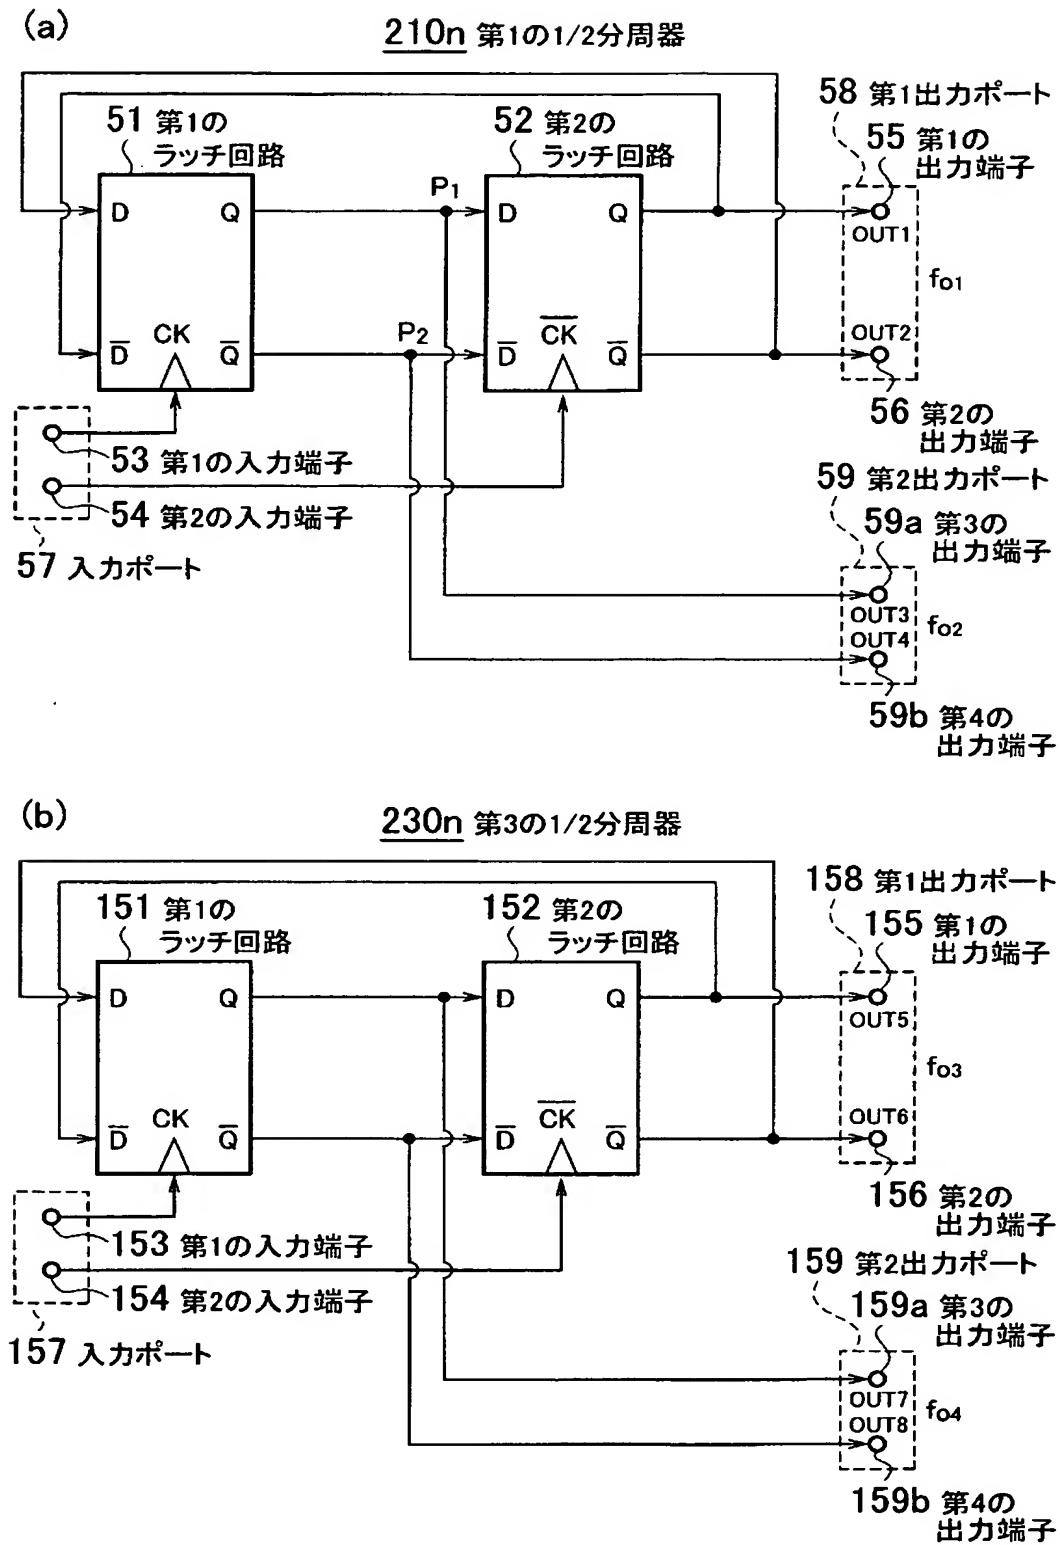 (a)
210n 第1の1/2分周器
58 第1出力ポート
51 第1の
ラッチ回路
52 第2の
ラッチ回路
55 第1の
出力端子
P1
D Q
D Q
OUT1
fo1
CK
C̅K̅
P2
D̅ Q̅
D̅ Q̅
OUT2
53 第1の入力端子
56 第2の
出力端子
54 第2の入力端子
59 第2出力ポート
57 入力ポート
59a 第3の
出力端子
OUT3
OUT4
fo2
59b 第4の
出力端子
(b)
230n 第3の1/2分周器
158 第1出力ポート
151 第1の
ラッチ回路
152 第2の
ラッチ回路
155 第1の
出力端子
D Q
D Q
OUT5
fo3
CK
C̅K̅
D̅ Q̅
D̅ Q̅
OUT6
153 第1の入力端子
156 第2の
出力端子
154 第2の入力端子
159 第2出力ポート
157 入力ポート
159a 第3の
出力端子
OUT7
OUT8
fo4
159b 第4の
出力端子